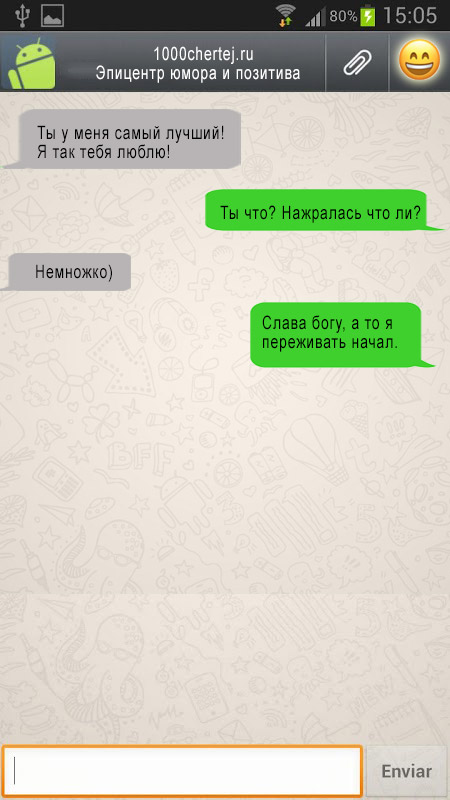 80%
15:05
1000chertej.ru
Эпицентр юмора и позитива
Ты у меня самый лучший!
Я так тебя люблю!
Ты что? Нажралась что ли?
Немножко)
Слава богу, а то я
переживать начал.
BFF
Enviar